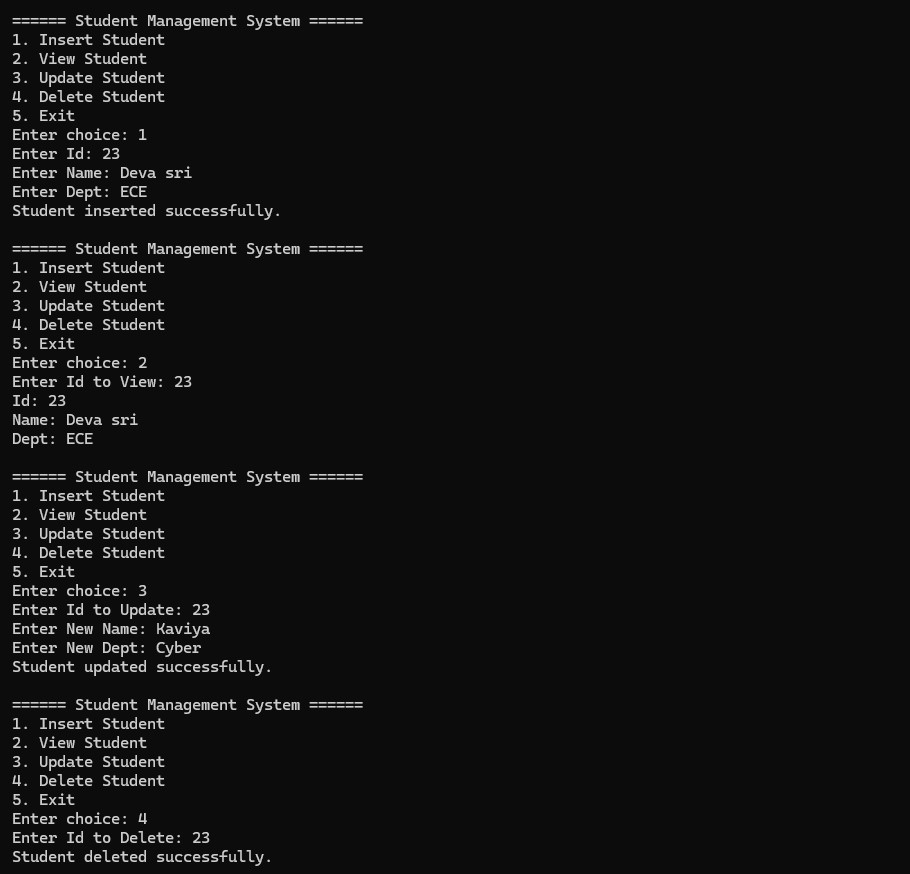 ====== Student Management System ======
1. Insert Student
2. View Student
3. Update Student
4. Delete Student
5. Exit
Enter choice: 1
Enter Id: 23
Enter Name: Deva sri
Enter Dept: ECE
Student inserted successfully.

====== Student Management System ======
1. Insert Student
2. View Student
3. Update Student
4. Delete Student
5. Exit
Enter choice: 2
Enter Id to View: 23
Id: 23
Name: Deva sri
Dept: ECE

====== Student Management System ======
1. Insert Student
2. View Student
3. Update Student
4. Delete Student
5. Exit
Enter choice: 3
Enter Id to Update: 23
Enter New Name: Kaviya
Enter New Dept: Cyber
Student updated successfully.

====== Student Management System ======
1. Insert Student
2. View Student
3. Update Student
4. Delete Student
5. Exit
Enter choice: 4
Enter Id to Delete: 23
Student deleted successfully.